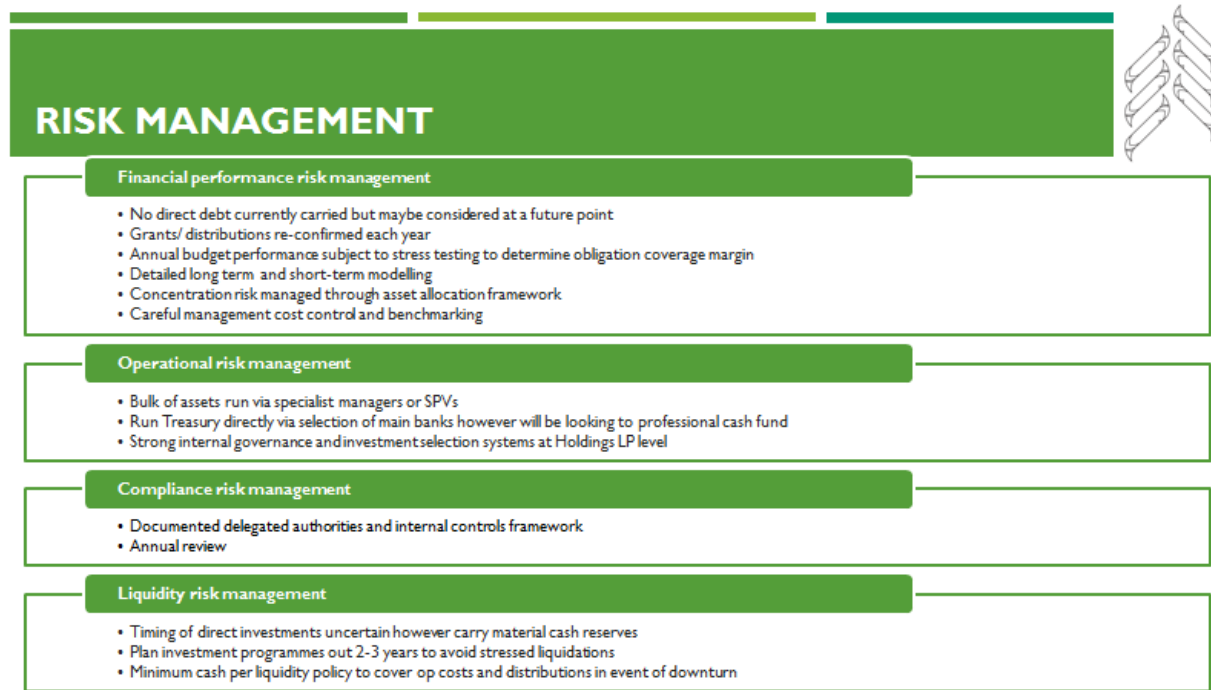 RISK MANAGEMENT
Financial performance risk management
• No direct debt currently carried but maybe considered at a future point
• Grants/ distributions re-confirmed each year
• Annual budget performance subject to stress testing to determine obligation coverage margin
• Detailed long term and short-term modelling
• Concentration risk managed through asset allocation framework
• Careful management cost control and benchmarking
Operational risk management
• Bulk of assets run via specialist managers or SPVs
• Run Treasury directly via selection of main banks however will be looking to professional cash fund
• Strong internal governance and investment selection systems at Holdings LP level
Compliance risk management
• Documented delegated authorities and internal controls framework
• Annual review
Liquidity risk management
• Timing of direct investments uncertain however carry material cash reserves
• Plan investment programmes out 2-3 years to avoid stressed liquidations
• Minimum cash per liquidity policy to cover op costs and distributions in event of downturn